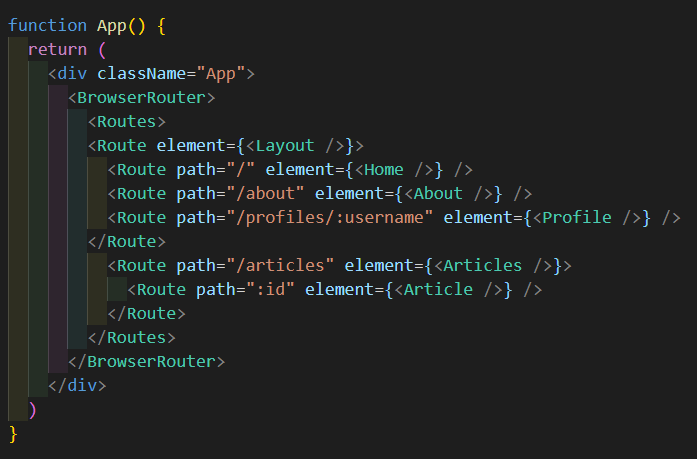 function App() {
  return (
    <div className="App">
      <BrowserRouter>
        <Routes>
        <Route element={<Layout />}>
          <Route path="/" element={<Home />} />
          <Route path="/about" element={<About />} />
          <Route path="/profiles/:username" element={<Profile />} />
        </Route>
          <Route path="/articles" element={<Articles />}>
            <Route path=":id" element={<Article />} />
          </Route>
        </Routes>
      </BrowserRouter>
    </div>
  )
}